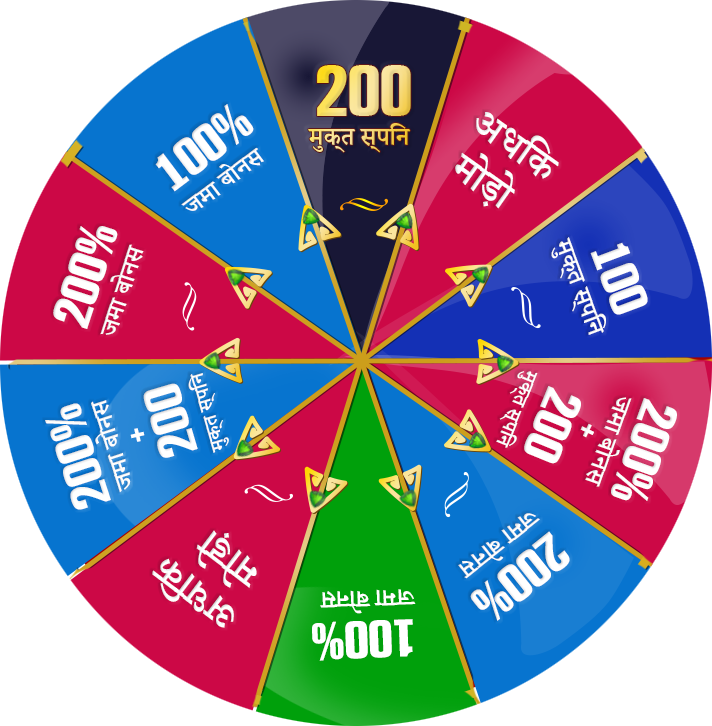 200
मुक्त स्पनि
अधकि
मोड़ो
100
मुक्त स्पनि
200%
जमा बोनस
+
200
मुक्त स्पनि
200%
जमा बोनस
100%
जमा बोनस
अधकि
मोड़ो
200%
जमा बोनस
+
200
मुक्त स्पनि
200%
जमा बोनस
100%
जमा बोनस